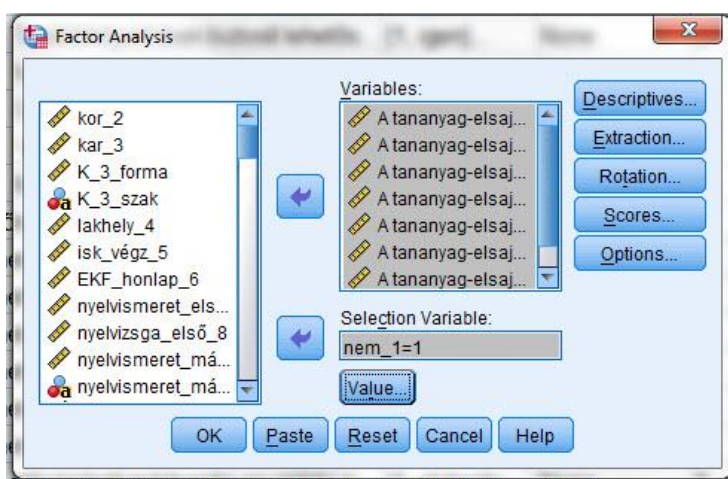 Factor Analysis
kor_2
kar_3
K_3_forma
K_3_szak
lakhely_4
isk_végz_5
EKF_honlap_6
nyelvismeret_els...
nyelvizsga_első_8
nyelvismeret_má...
nyelvismeret_má...
Variables:
A tananyag-elsaj...
A tananyag-elsaj...
A tananyag-elsaj...
A tananyag-elsaj...
A tananyag-elsaj...
A tananyag-elsaj...
A tananyag-elsaj...
Selection Variable:
nem_1=1
Value...
Descriptives...
Extraction...
Rotation...
Scores...
Options...
OK
Paste
Reset
Cancel
Help